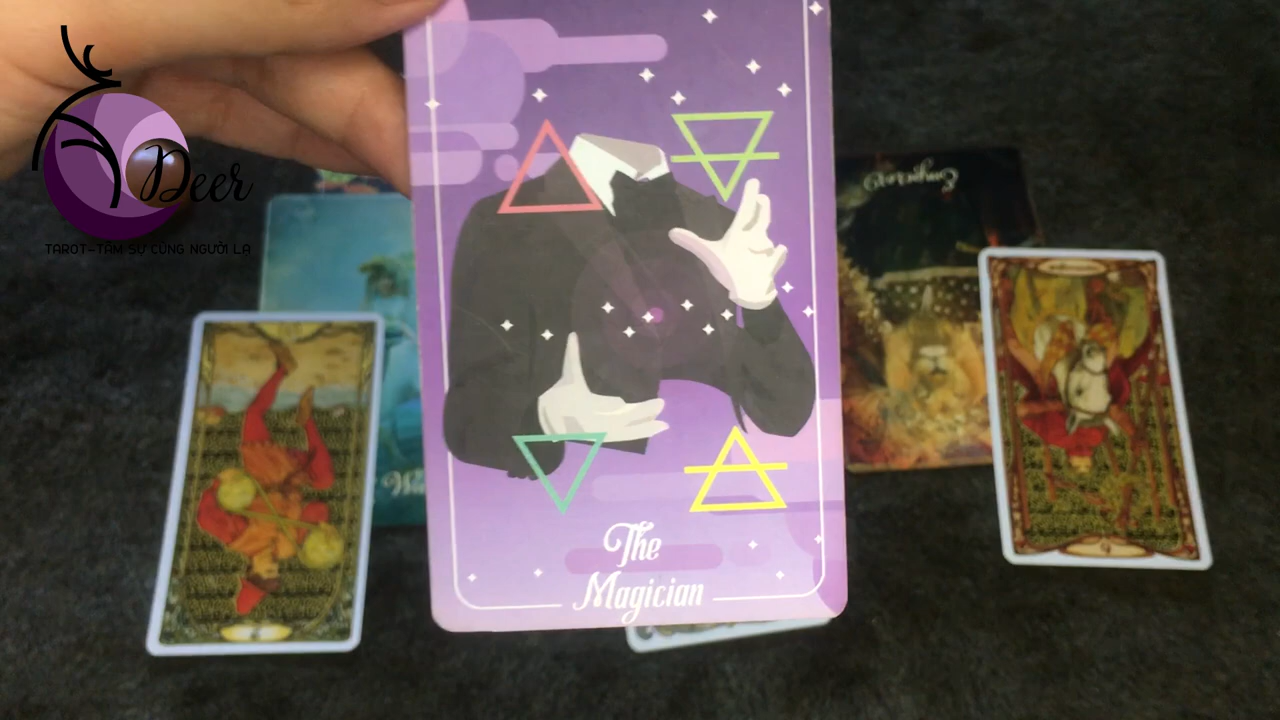 Deer
TAROT-TÂM SỰ CÙNG NGƯỜI LẠ
The
Magician